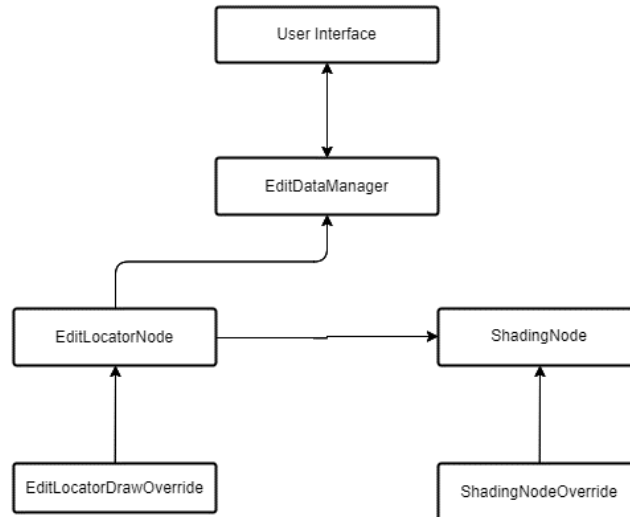 User Interface
EditDataManager
EditLocatorNode
ShadingNode
EditLocatorDrawOverride
ShadingNodeOverride